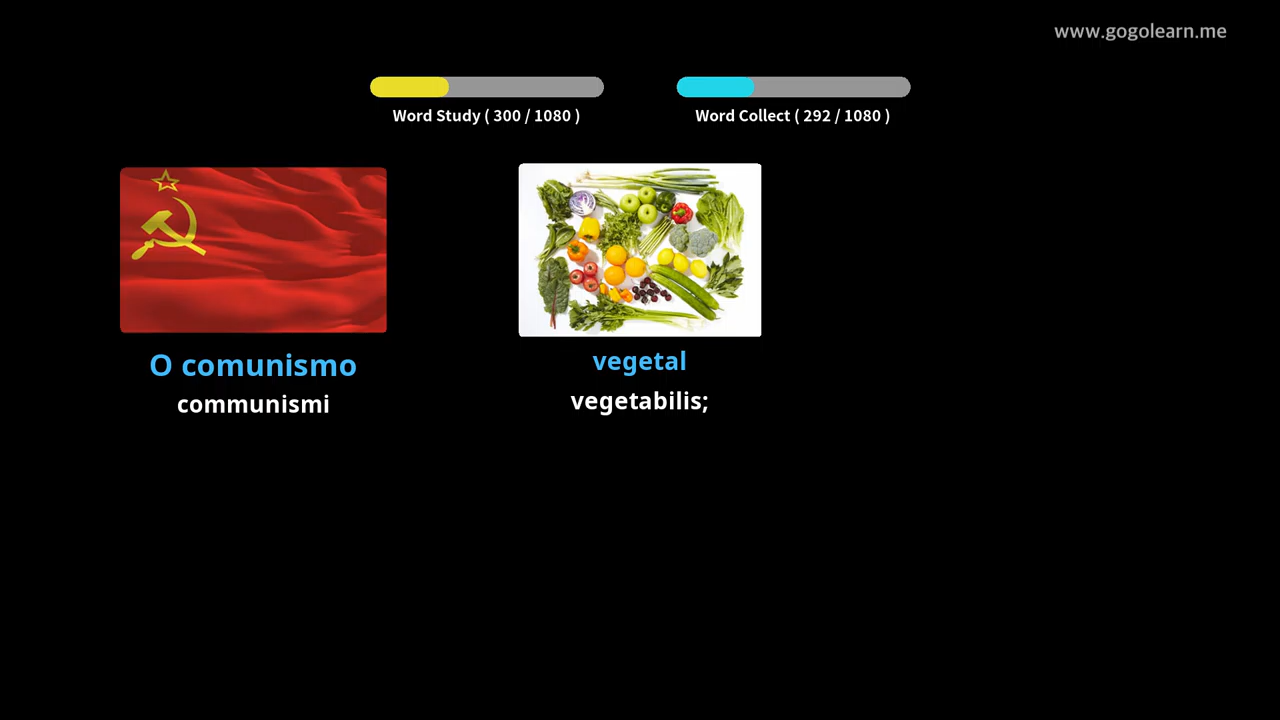 www.gogolearn.me
Word Study ( 300 / 1080 )
Word Collect ( 292 / 1080 )
O comunismo
communismi
vegetal
vegetabilis;